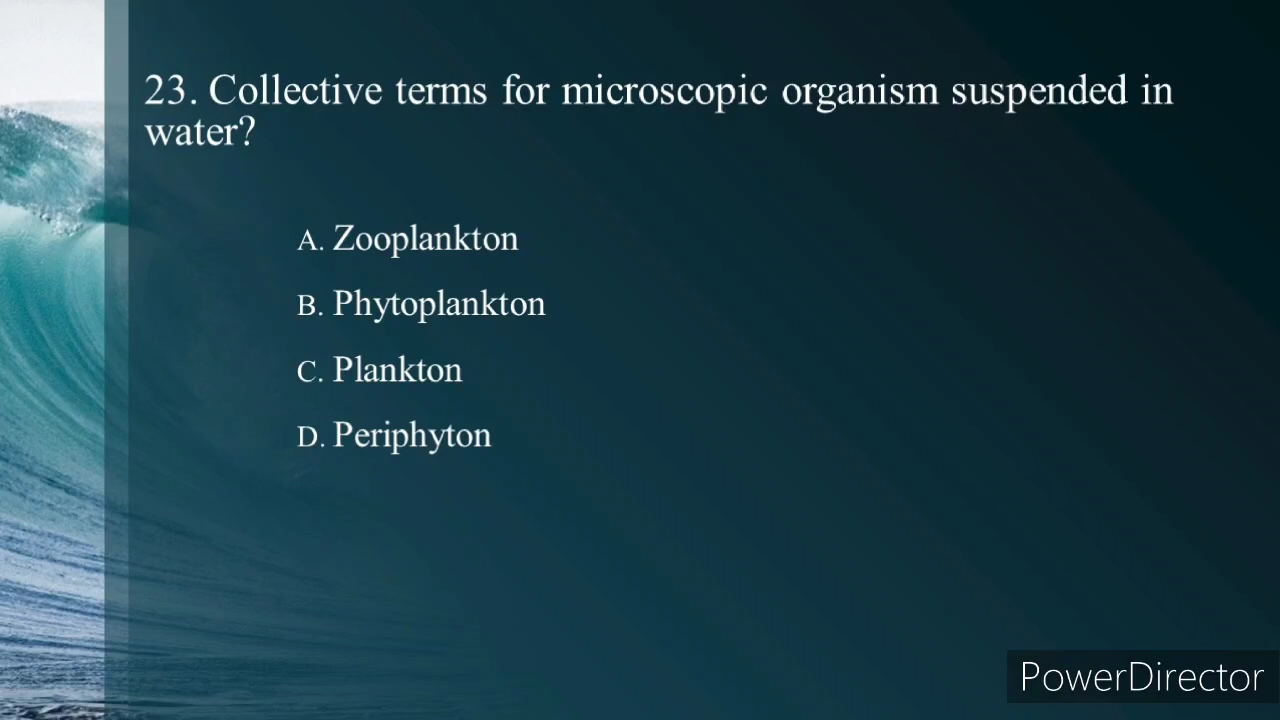 23. Collective terms for microscopic organism suspended in
water?
A. Zooplankton
B. Phytoplankton
C. Plankton
D. Periphyton
PowerDirector